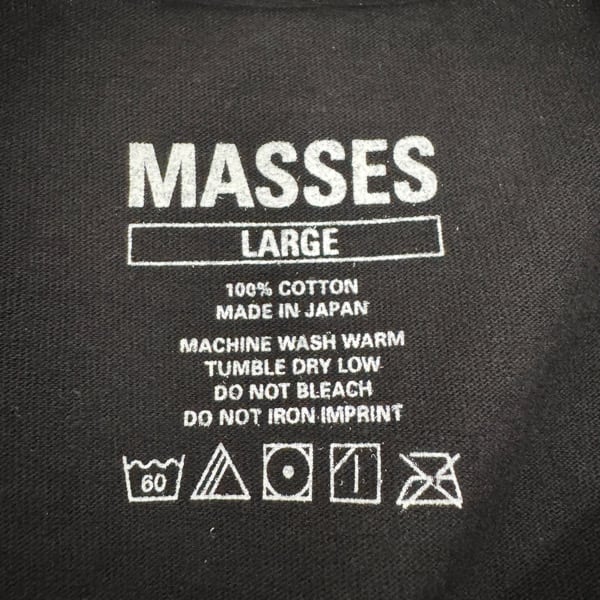 MASSES
LARGE
100% COTTON
MADE IN JAPAN
MACHINE WASH WARM
TUMBLE DRY LOW
DO NOT BLEACH
DO NOT IRON IMPRINT
60